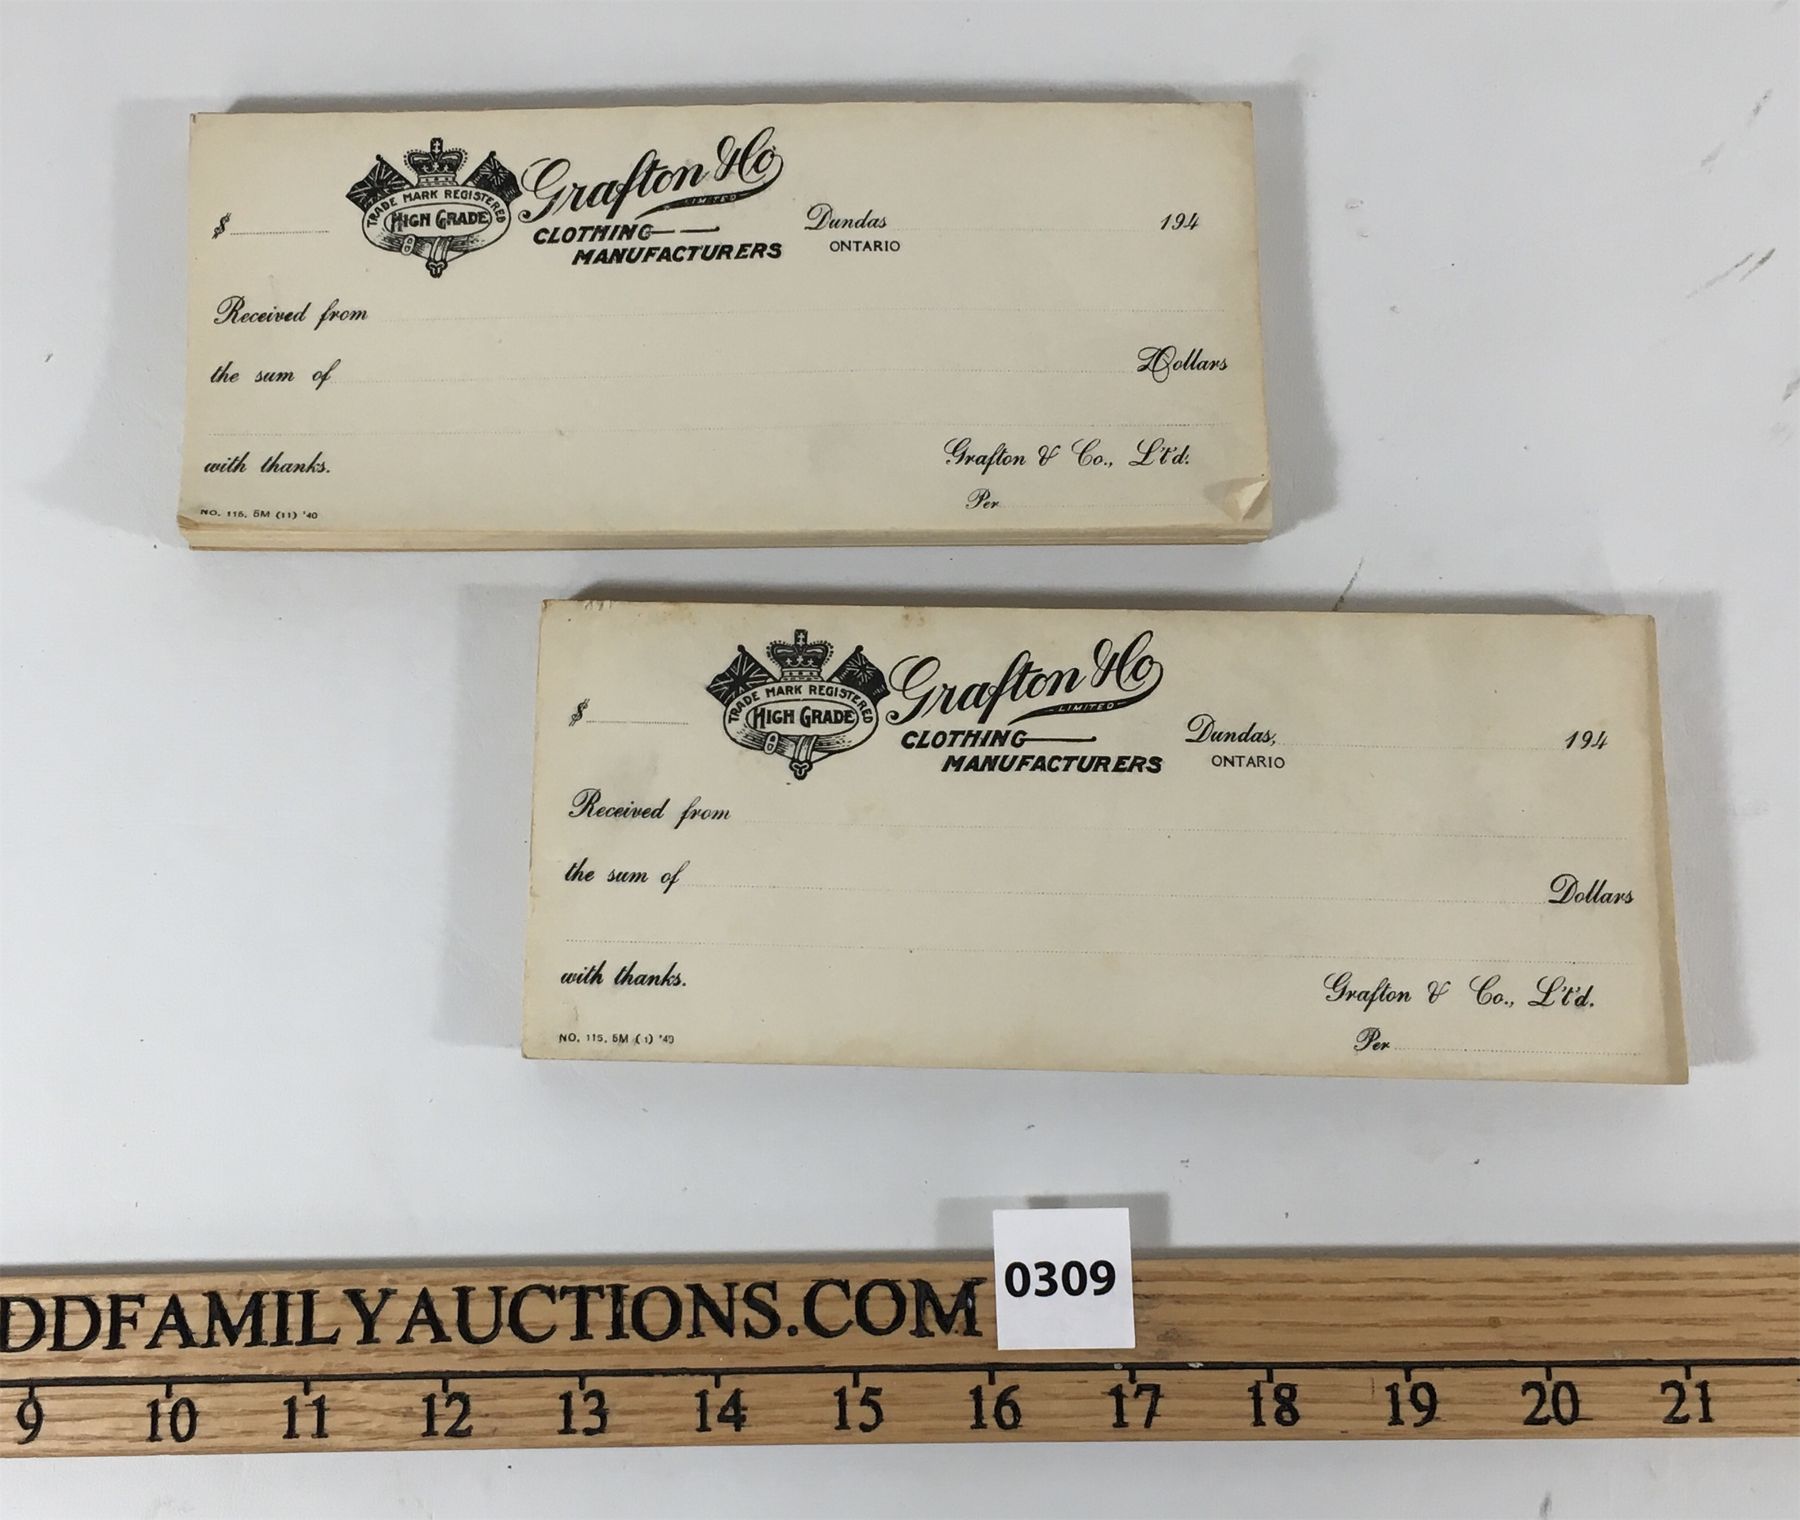 TRADE MARK REGISTERED
HIGH GRADE
Grafton & Co
LIMITED
CLOTHING
MANUFACTURERS
$
Dundas
194
ONTARIO
Received from
the sum of
Dollars
with thanks.
Grafton & Co., L't'd.
Per
NO. 115. 5M (11) '40
TRADE MARK REGISTERED
HIGH GRADE
Grafton & Co
LIMITED
CLOTHING
MANUFACTURERS
$
Dundas,
194
ONTARIO
Received from
the sum of
Dollars
with thanks.
Grafton & Co., L't'd.
Per
NO. 115. 5M (1) '40
0309
DDFAMILYAUCTIONS.COM
9 10 11 12 13 14 15 16 17 18 19 20 21